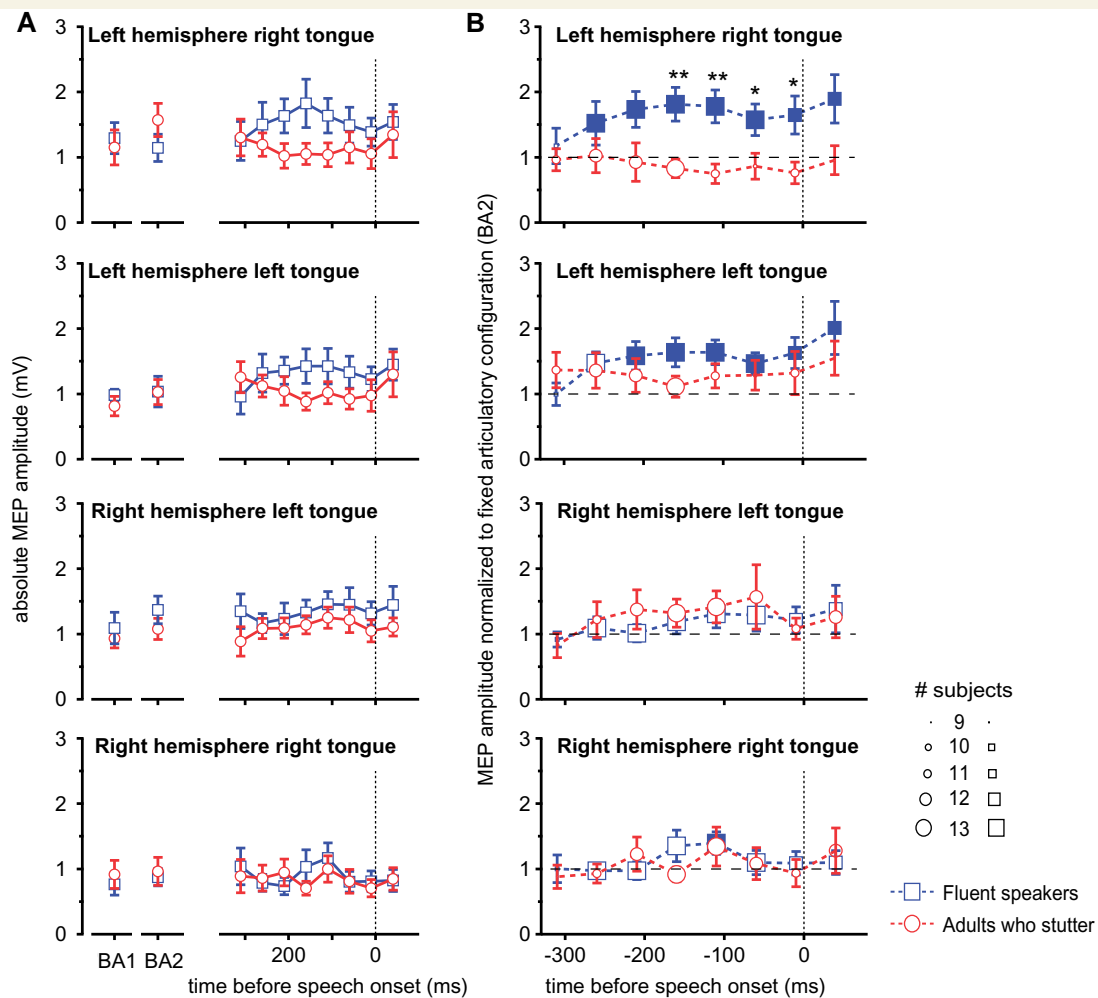 A
Left hemisphere right tongue
3
2
1
0
Left hemisphere left tongue
3
2
1
0
Right hemisphere left tongue
3
2
1
0
Right hemisphere right tongue
3
2
1
0
absolute MEP amplitude (mV)
BA1 BA2
200 0
time before speech onset (ms)
B
Left hemisphere right tongue
** ** * *
3
2
1
0
Left hemisphere left tongue
3
2
1
0
Right hemisphere left tongue
3
2
1
0
Right hemisphere right tongue
3
2
1
0
MEP amplitude normalized to fixed articulatory configuration (BA2)
-300 -200 -100 0
time before speech onset (ms)
# subjects
9
10
11
12
13
Fluent speakers
Adults who stutter